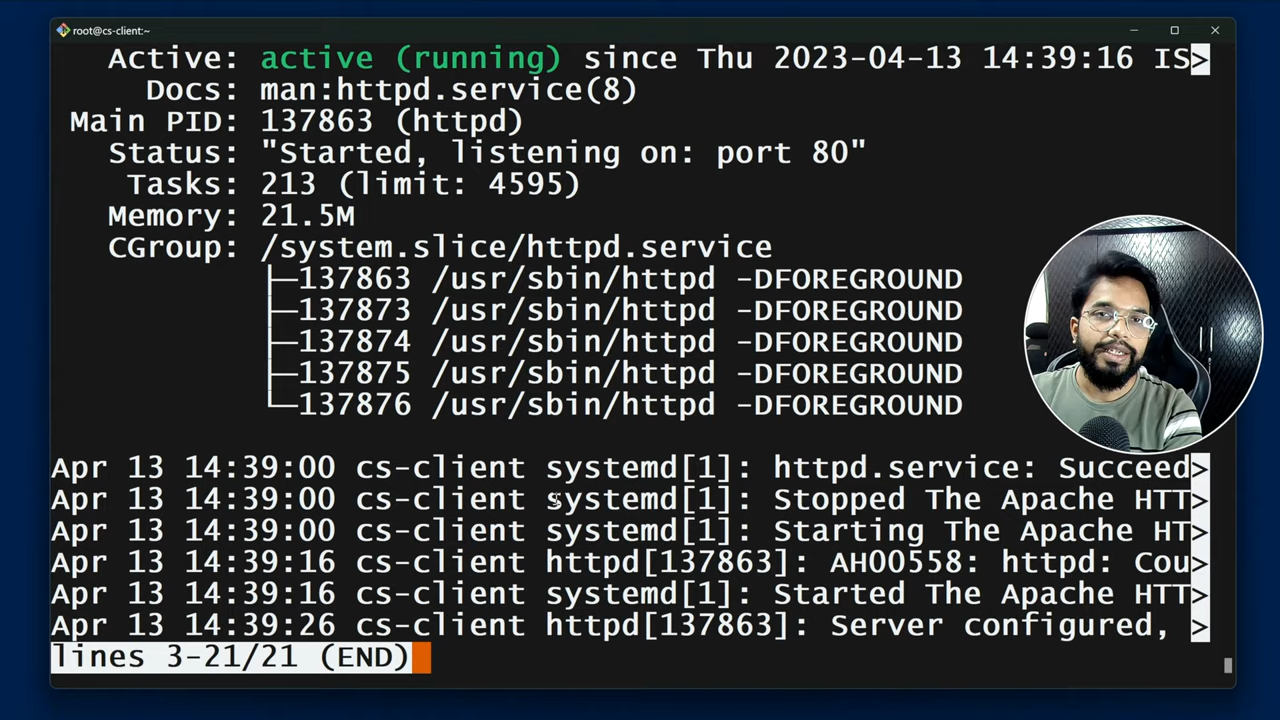 root@cs-client:~
Active: active (running) since Thu 2023-04-13 14:39:16 IS>
Docs: man:httpd.service(8)
Main PID: 137863 (httpd)
Status: "Started, listening on: port 80"
Tasks: 213 (limit: 4595)
Memory: 21.5M
CGroup: /system.slice/httpd.service
├─137863 /usr/sbin/httpd -DFOREGROUND
├─137873 /usr/sbin/httpd -DFOREGROUND
├─137874 /usr/sbin/httpd -DFOREGROUND
├─137875 /usr/sbin/httpd -DFOREGROUND
└─137876 /usr/sbin/httpd -DFOREGROUND
Apr 13 14:39:00 cs-client systemd[1]: httpd.service: Succeed>
Apr 13 14:39:00 cs-client systemd[1]: Stopped The Apache HTT>
Apr 13 14:39:00 cs-client systemd[1]: Starting The Apache HT>
Apr 13 14:39:16 cs-client httpd[137863]: AH00558: httpd: Cou>
Apr 13 14:39:16 cs-client systemd[1]: Started The Apache HTT>
Apr 13 14:39:26 cs-client httpd[137863]: Server configured, >
lines 3-21/21 (END)